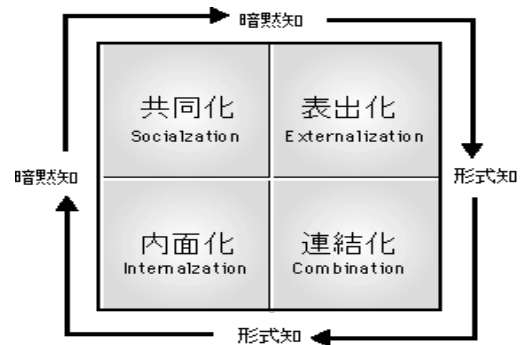 暗黙知
共同化
Socialzation
表出化
Externalization
暗黙知
形式知
内面化
Internalzation
連結化
Combination
形式知